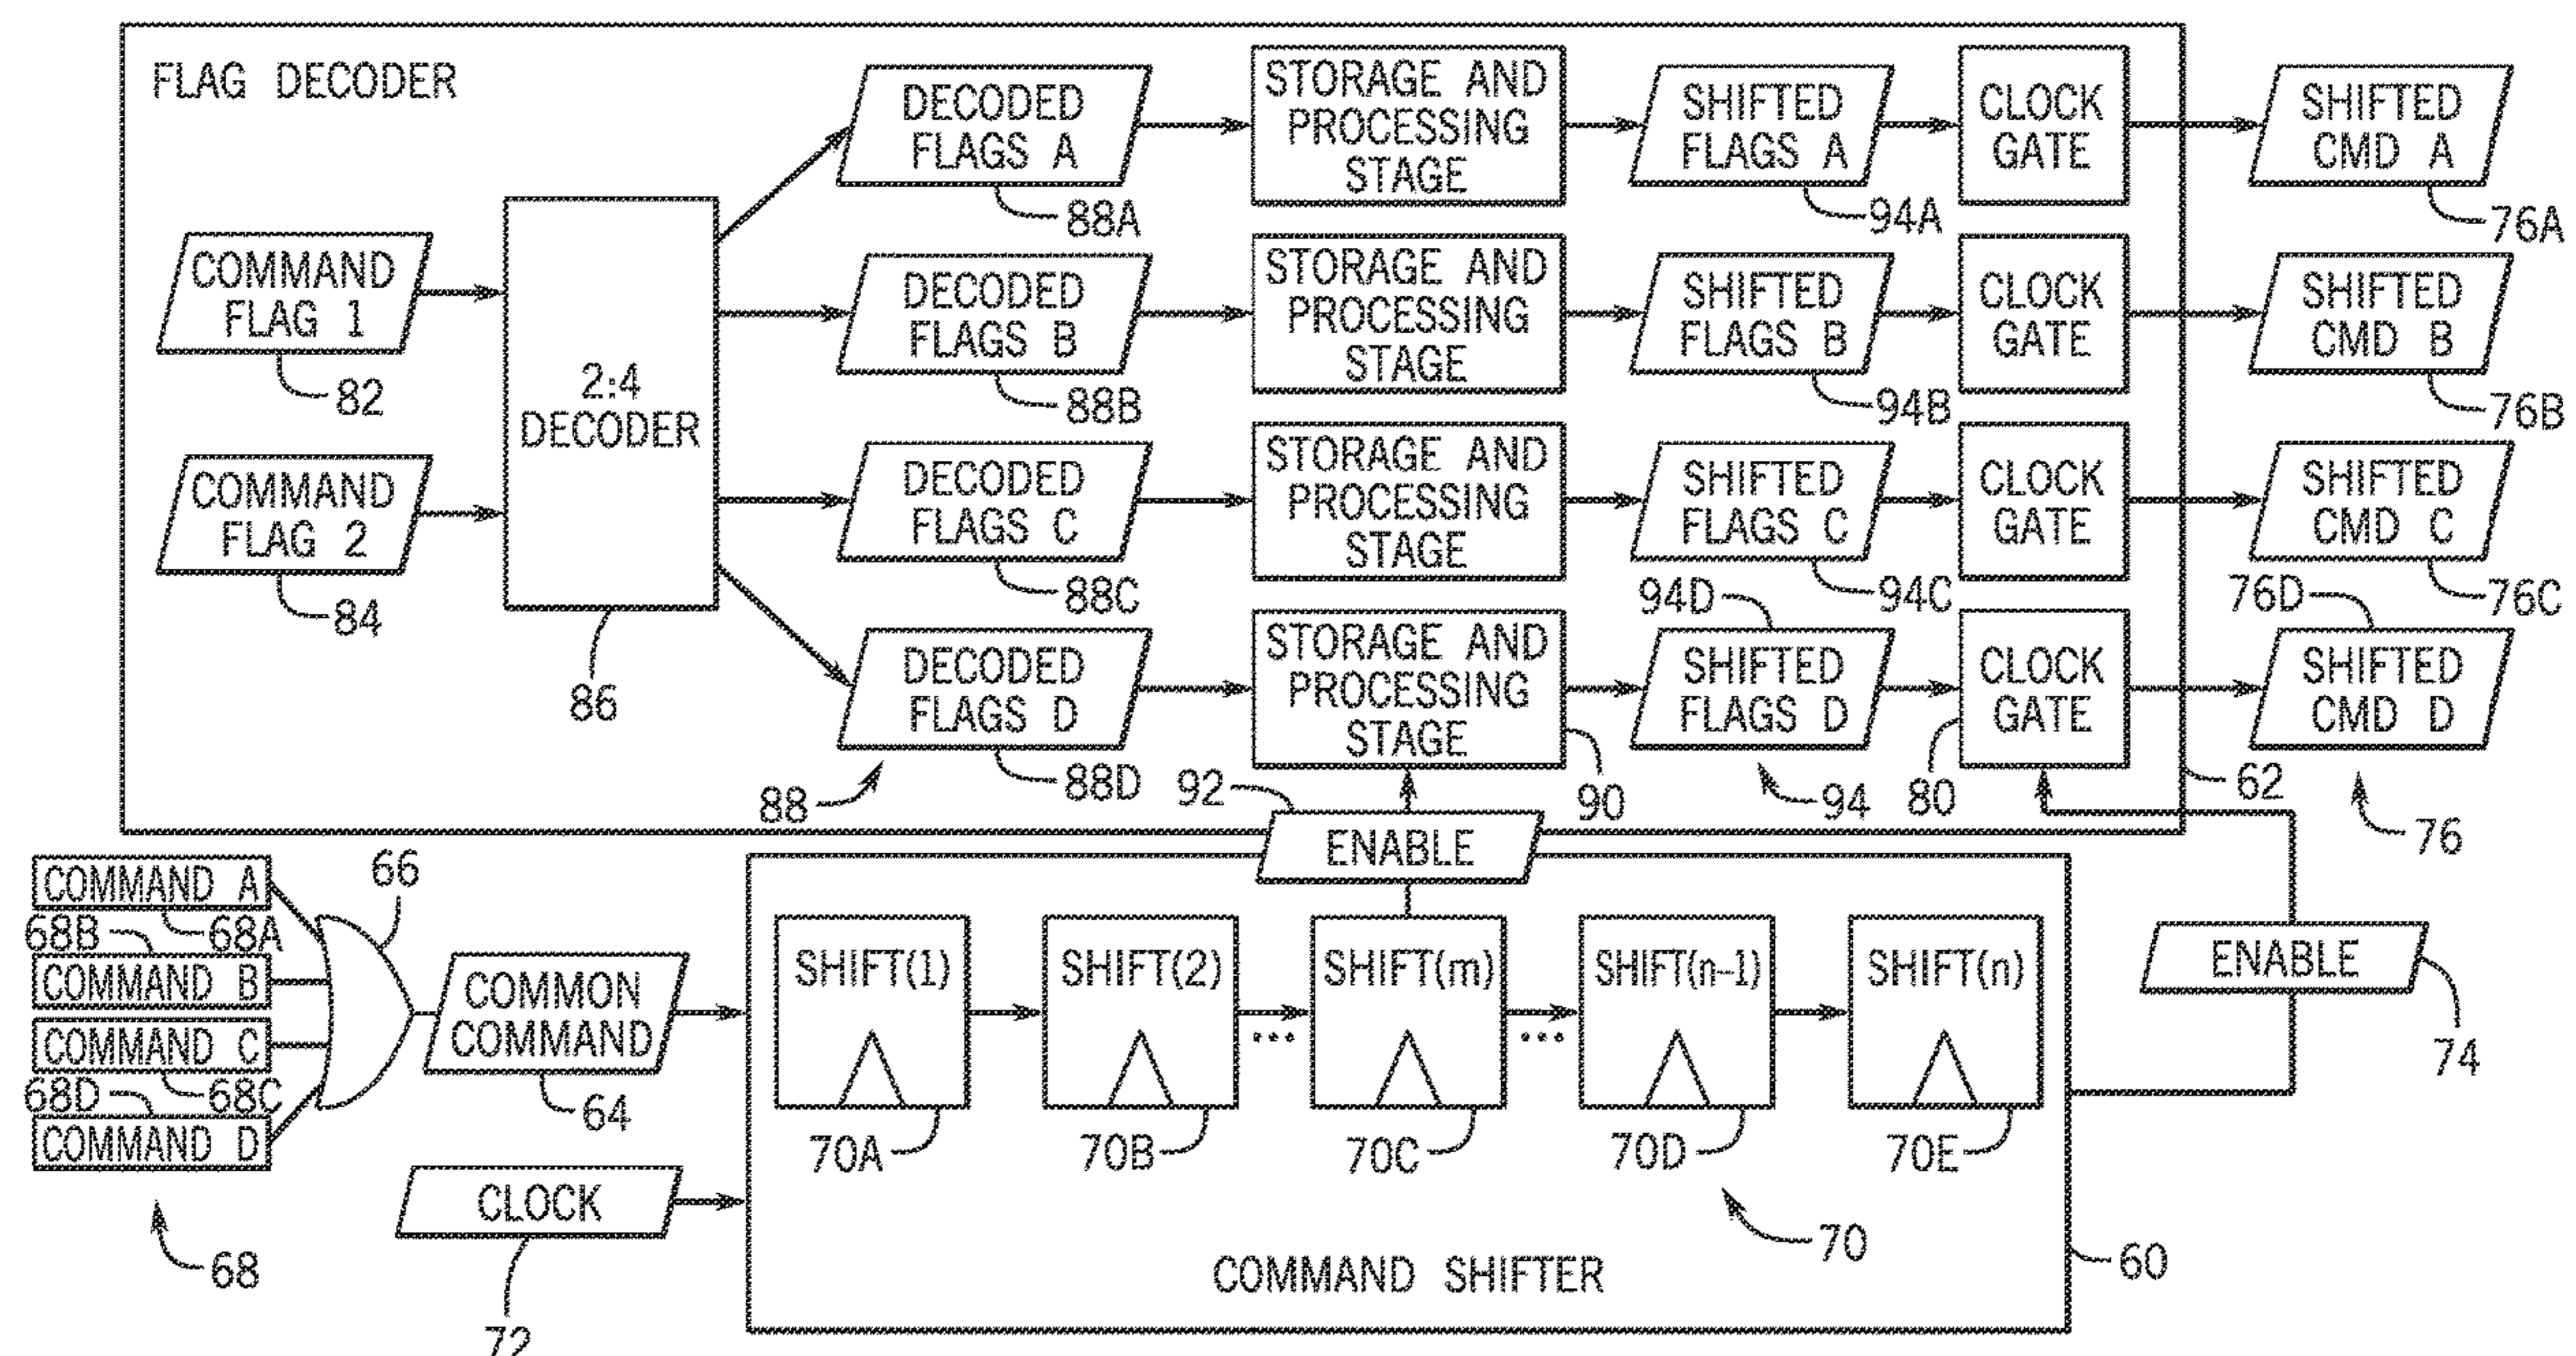 FLAG DECODER
COMMAND
FLAG 1
82
COMMAND
FLAG 2
84
2:4
DECODER
86
DECODED
FLAGS A
88A
DECODED
FLAGS B
88B
DECODED
FLAGS C
88C
DECODED
FLAGS D
88D
88
STORAGE AND
PROCESSING
STAGE
STORAGE AND
PROCESSING
STAGE
STORAGE AND
PROCESSING
STAGE
STORAGE AND
PROCESSING
STAGE
90
92
ENABLE
SHIFTED
FLAGS A
94A
SHIFTED
FLAGS B
94B
SHIFTED
FLAGS C
94C
94D
SHIFTED
FLAGS D
94
CLOCK
GATE
CLOCK
GATE
CLOCK
GATE
CLOCK
GATE
80
62
SHIFTED
CMD A
76A
SHIFTED
CMD B
76B
SHIFTED
CMD C
76C
76D
SHIFTED
CMD D
76
COMMAND A
68A
68B
COMMAND B
COMMAND C
68C
68D
COMMAND D
68
66
COMMON
COMMAND
64
CLOCK
72
SHIFT(1)
70A
SHIFT(2)
70B
...
SHIFT(m)
70C
...
SHIFT(n-1)
70D
SHIFT(n)
70E
70
COMMAND SHIFTER
60
ENABLE
74